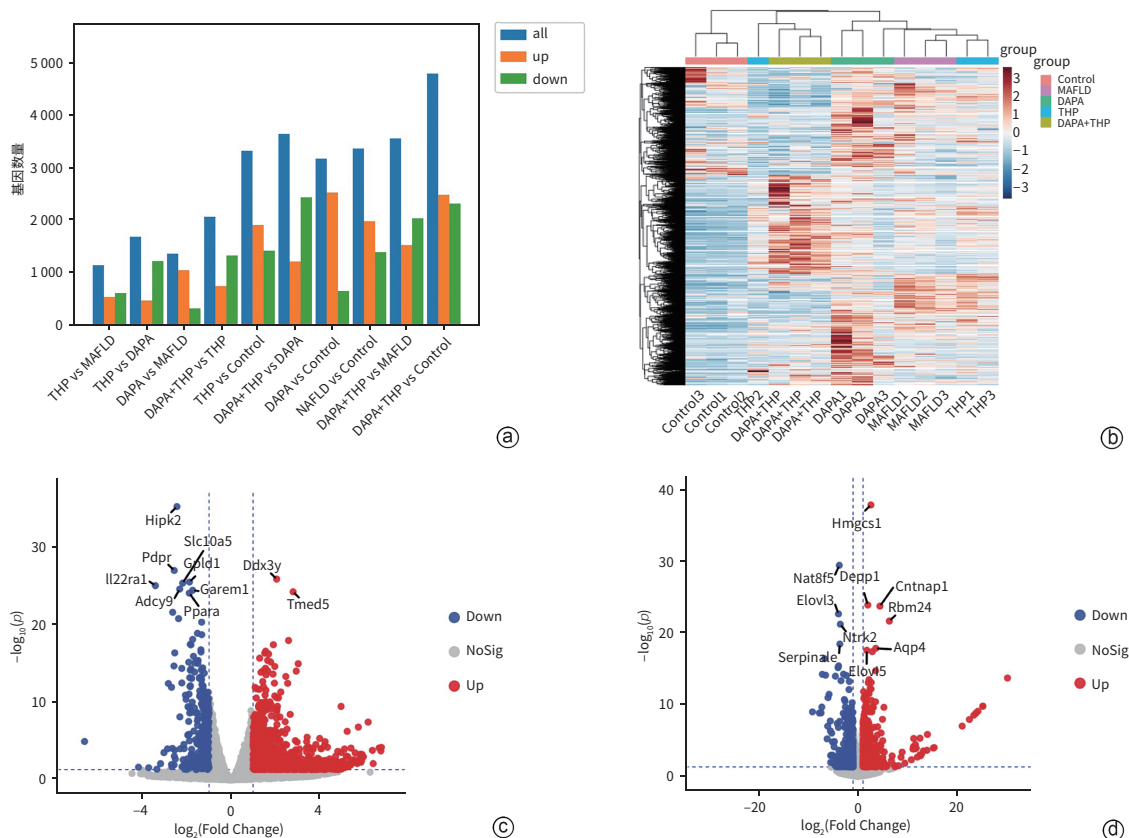 all
up
down
5 000
4 000
3 000
2 000
1 000
0
基因数量
THP vs MAFLD
THP vs DAPA
DAPA vs MAFLD
DAPA+THP vs THP
THP vs Control
DAPA+THP vs DAPA
DAPA vs Control
NAFLD vs Control
DAPA+THP vs MAFLD
DAPA+THP vs Control
ⓐ
group
group
3
2
1
0
−1
−2
−3
Control
MAFLD
DAPA
THP
DAPA+THP
Control3
Control1
Control2
THP2
DAPA+THP
DAPA+THP
DAPA+THP
DAPA1
DAPA2
DAPA3
MAFLD1
MAFLD2
MAFLD3
THP1
THP3
ⓑ
30
20
10
0
−log₁₀(p)
Hipk2
Slc10a5
Pdpr
Gpld1
Il22ra1
Garem1
Adcy9
Ppara
Ddx3y
Tmed5
Down
NoSig
Up
−4
0
4
log₂(Fold Change)
ⓒ
40
30
20
10
0
−log₁₀(p)
Hmgcs1
Nat8f5
Depp1
Cntnap1
Elovl3
Rbm24
Ntrk2
Serpina1e
Aqp4
Elovl5
Down
NoSig
Up
−20
0
20
log₂(Fold Change)
ⓓ